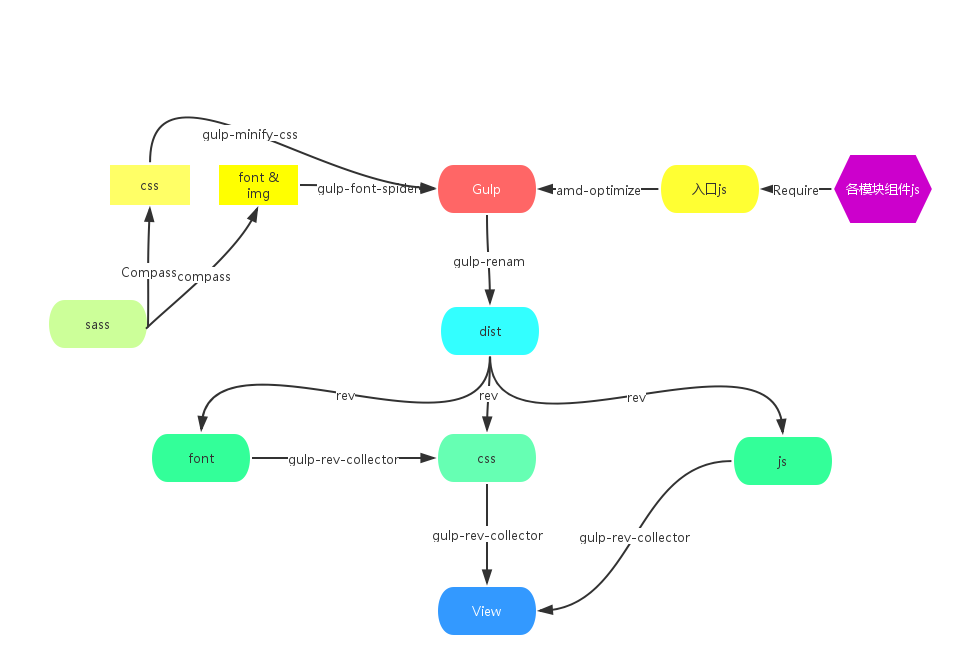 gulp-minify-css
css
font &
img
gulp-font-spider
Gulp
amd-optimize
入口js
Require
各模块组件js
Compass
compass
gulp-renam
sass
dist
rev
rev
rev
font
gulp-rev-collector
css
js
gulp-rev-collector
gulp-rev-collector
View